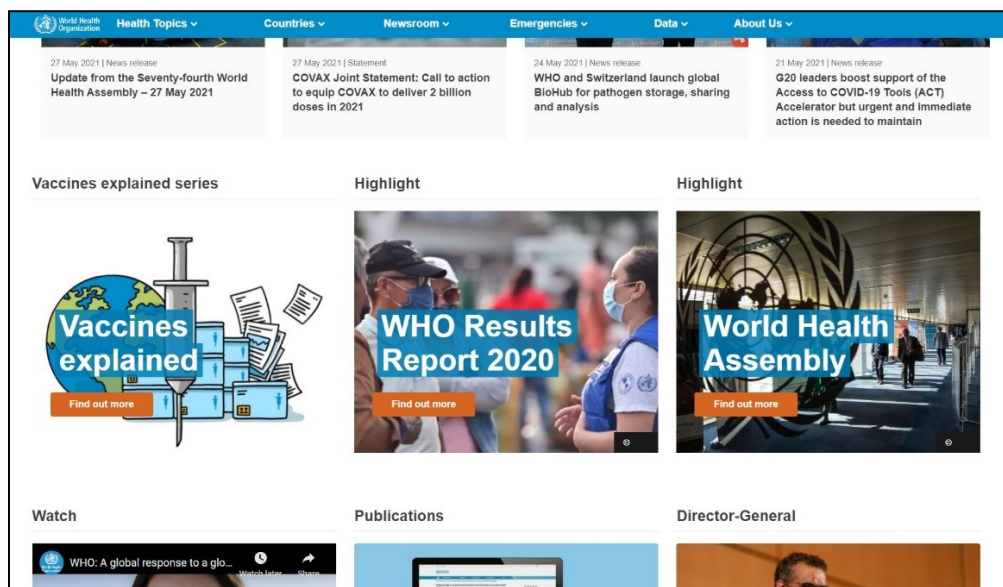 World Health
Organization
Health Topics
Countries
Newsroom
Emergencies
Data
About Us
27 May 2021 | News release
Update from the Seventy-fourth World
Health Assembly – 27 May 2021
27 May 2021 | Statement
COVAX Joint Statement: Call to action
to equip COVAX to deliver 2 billion
doses in 2021
24 May 2021 | News release
WHO and Switzerland launch global
BioHub for pathogen storage, sharing
and analysis
21 May 2021 | News release
G20 leaders boost support of the
Access to COVID-19 Tools (ACT)
Accelerator but urgent and immediate
action is needed to maintain
Vaccines explained series
Highlight
Highlight
Vaccines
explained
Find out more
WHO Results
Report 2020
Find out more
©
World Health
Assembly
Find out more
©
Watch
Publications
Director-General
WHO: A global response to a glo...
Watch later
Share